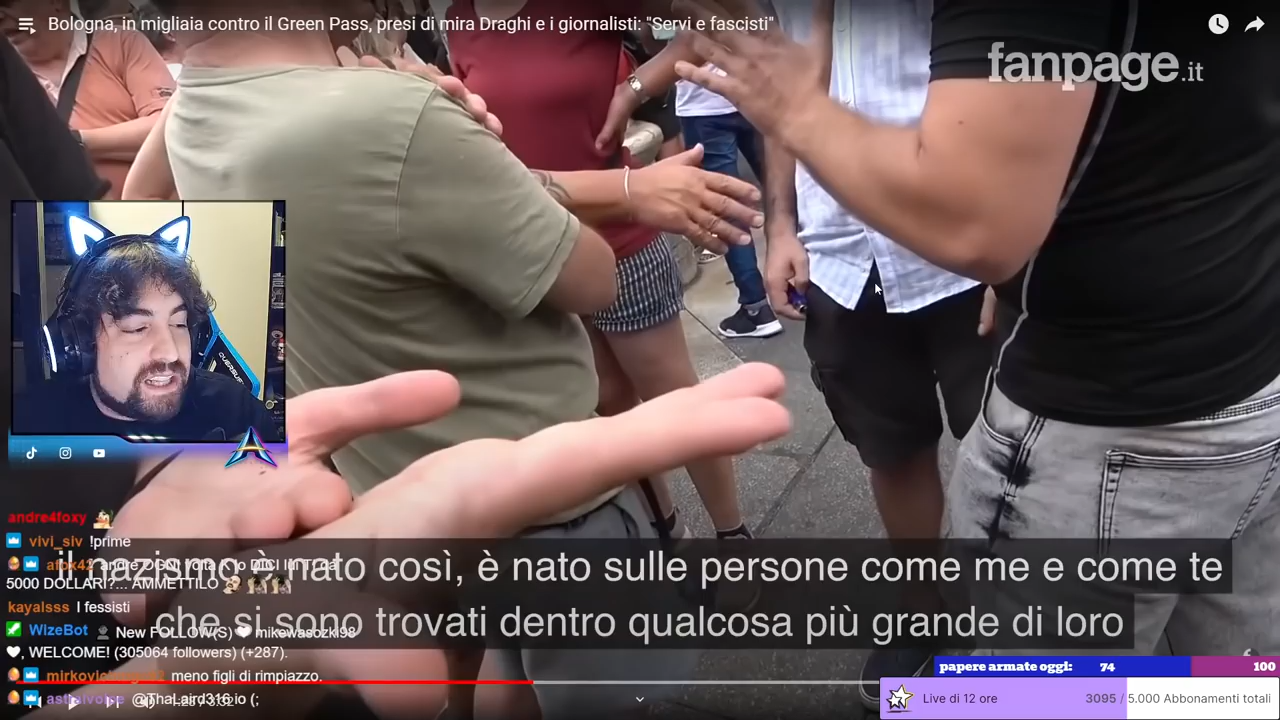 Bologna, in migliaia contro il Green Pass, presi di mira Draghi e i giornalisti: "Servi e fascisti"
fanpage.it
il nazismo è nato così, è nato sulle persone come me e come te
che si sono trovati dentro qualcosa più grande di loro
andre4foxy
vivi_siv !prime
5000 DOLLARI?... AMMETTILO
kayalsss I fessisti
WizeBot New FOLLOW(S) mikewasozki98
, WELCOME! (305064 followers) (+287).
meno figli di rimpiazzo.
papere armate oggi: 74 100
Live di 12 ore 3095 / 5.000 Abbonamenti totali